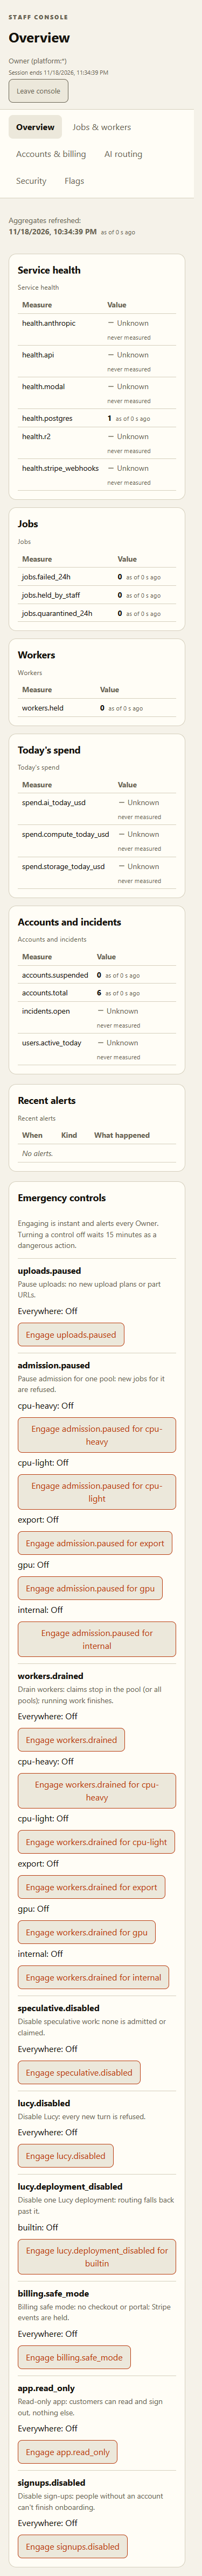 STAFF CONSOLE
Overview
Owner (platform:*)
Session ends 11/18/2026, 11:34:39 PM
Leave console
Overview Jobs & workers
Accounts & billing AI routing
Security Flags
Aggregates refreshed:
11/18/2026, 10:34:39 PM as of 0 s ago
Service health
Service health
Measure Value
health.anthropic — Unknown
never measured
health.api — Unknown
never measured
health.modal — Unknown
never measured
health.postgres 1 as of 0 s ago
health.r2 — Unknown
never measured
health.stripe_webhooks — Unknown
never measured
Jobs
Jobs
Measure Value
jobs.failed_24h 0 as of 0 s ago
jobs.held_by_staff 0 as of 0 s ago
jobs.quarantined_24h 0 as of 0 s ago
Workers
Workers
Measure Value
workers.held 0 as of 0 s ago
Today's spend
Today's spend
Measure Value
spend.ai_today_usd — Unknown
never measured
spend.compute_today_usd — Unknown
never measured
spend.storage_today_usd — Unknown
never measured
Accounts and incidents
Accounts and incidents
Measure Value
accounts.suspended 0 as of 0 s ago
accounts.total 6 as of 0 s ago
incidents.open — Unknown
never measured
users.active_today — Unknown
never measured
Recent alerts
Recent alerts
When Kind What happened
No alerts.
Emergency controls
Engaging is instant and alerts every Owner.
Turning a control off waits 15 minutes as a
dangerous action.
uploads.paused
Pause uploads: no new upload plans or part
URLs.
Everywhere: Off
Engage uploads.paused
admission.paused
Pause admission for one pool: new jobs for it
are refused.
cpu-heavy: Off
Engage admission.paused for cpu-
heavy
cpu-light: Off
Engage admission.paused for cpu-
light
export: Off
Engage admission.paused for export
gpu: Off
Engage admission.paused for gpu
internal: Off
Engage admission.paused for
internal
workers.drained
Drain workers: claims stop in the pool (or all
pools); running work finishes.
Everywhere: Off
Engage workers.drained
cpu-heavy: Off
Engage workers.drained for cpu-
heavy
cpu-light: Off
Engage workers.drained for cpu-light
export: Off
Engage workers.drained for export
gpu: Off
Engage workers.drained for gpu
internal: Off
Engage workers.drained for internal
speculative.disabled
Disable speculative work: none is admitted or
claimed.
Everywhere: Off
Engage speculative.disabled
lucy.disabled
Disable Lucy: every new turn is refused.
Everywhere: Off
Engage lucy.disabled
lucy.deployment_disabled
Disable one Lucy deployment: routing falls back
past it.
builtin: Off
Engage lucy.deployment_disabled for
builtin
billing.safe_mode
Billing safe mode: no checkout or portal; Stripe
events are held.
Everywhere: Off
Engage billing.safe_mode
app.read_only
Read-only app: customers can read and sign
out, nothing else.
Everywhere: Off
Engage app.read_only
signups.disabled
Disable sign-ups: people without an account
can't finish onboarding.
Everywhere: Off
Engage signups.disabled